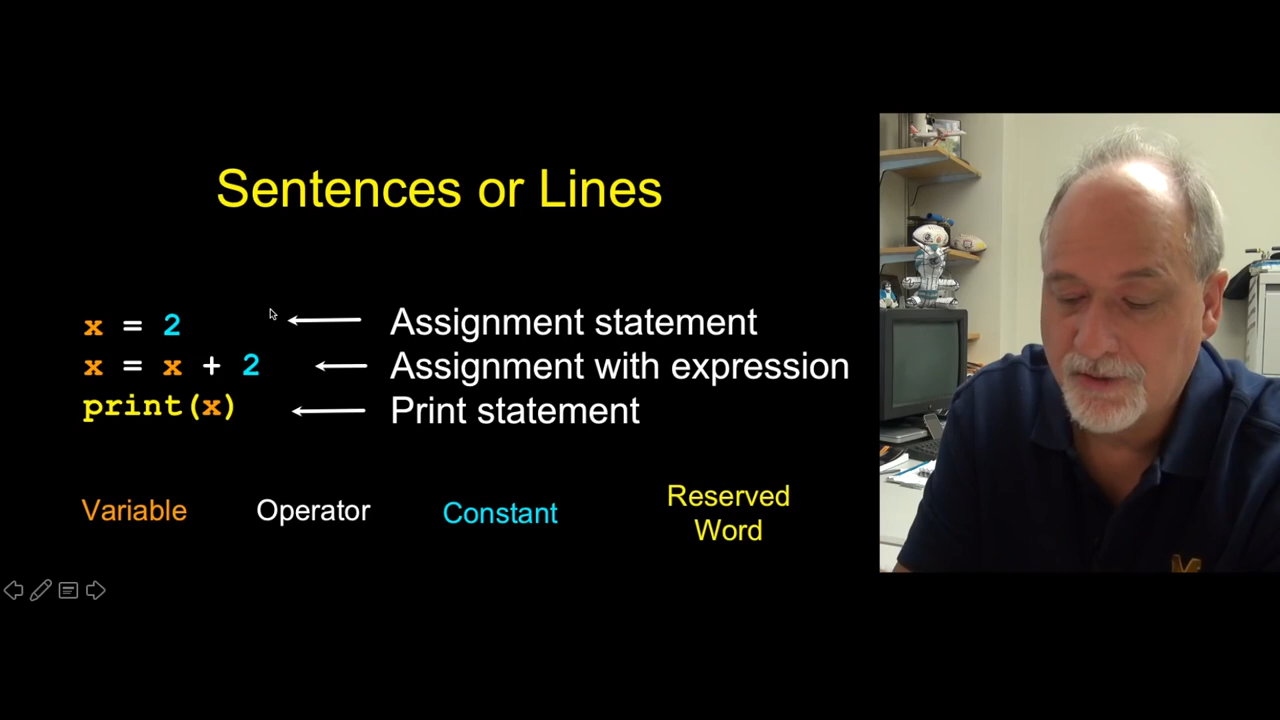 Sentences or Lines
x = 2
Assignment statement
x = x + 2
Assignment with expression
print(x)
Print statement
Variable
Operator
Constant
Reserved
Word